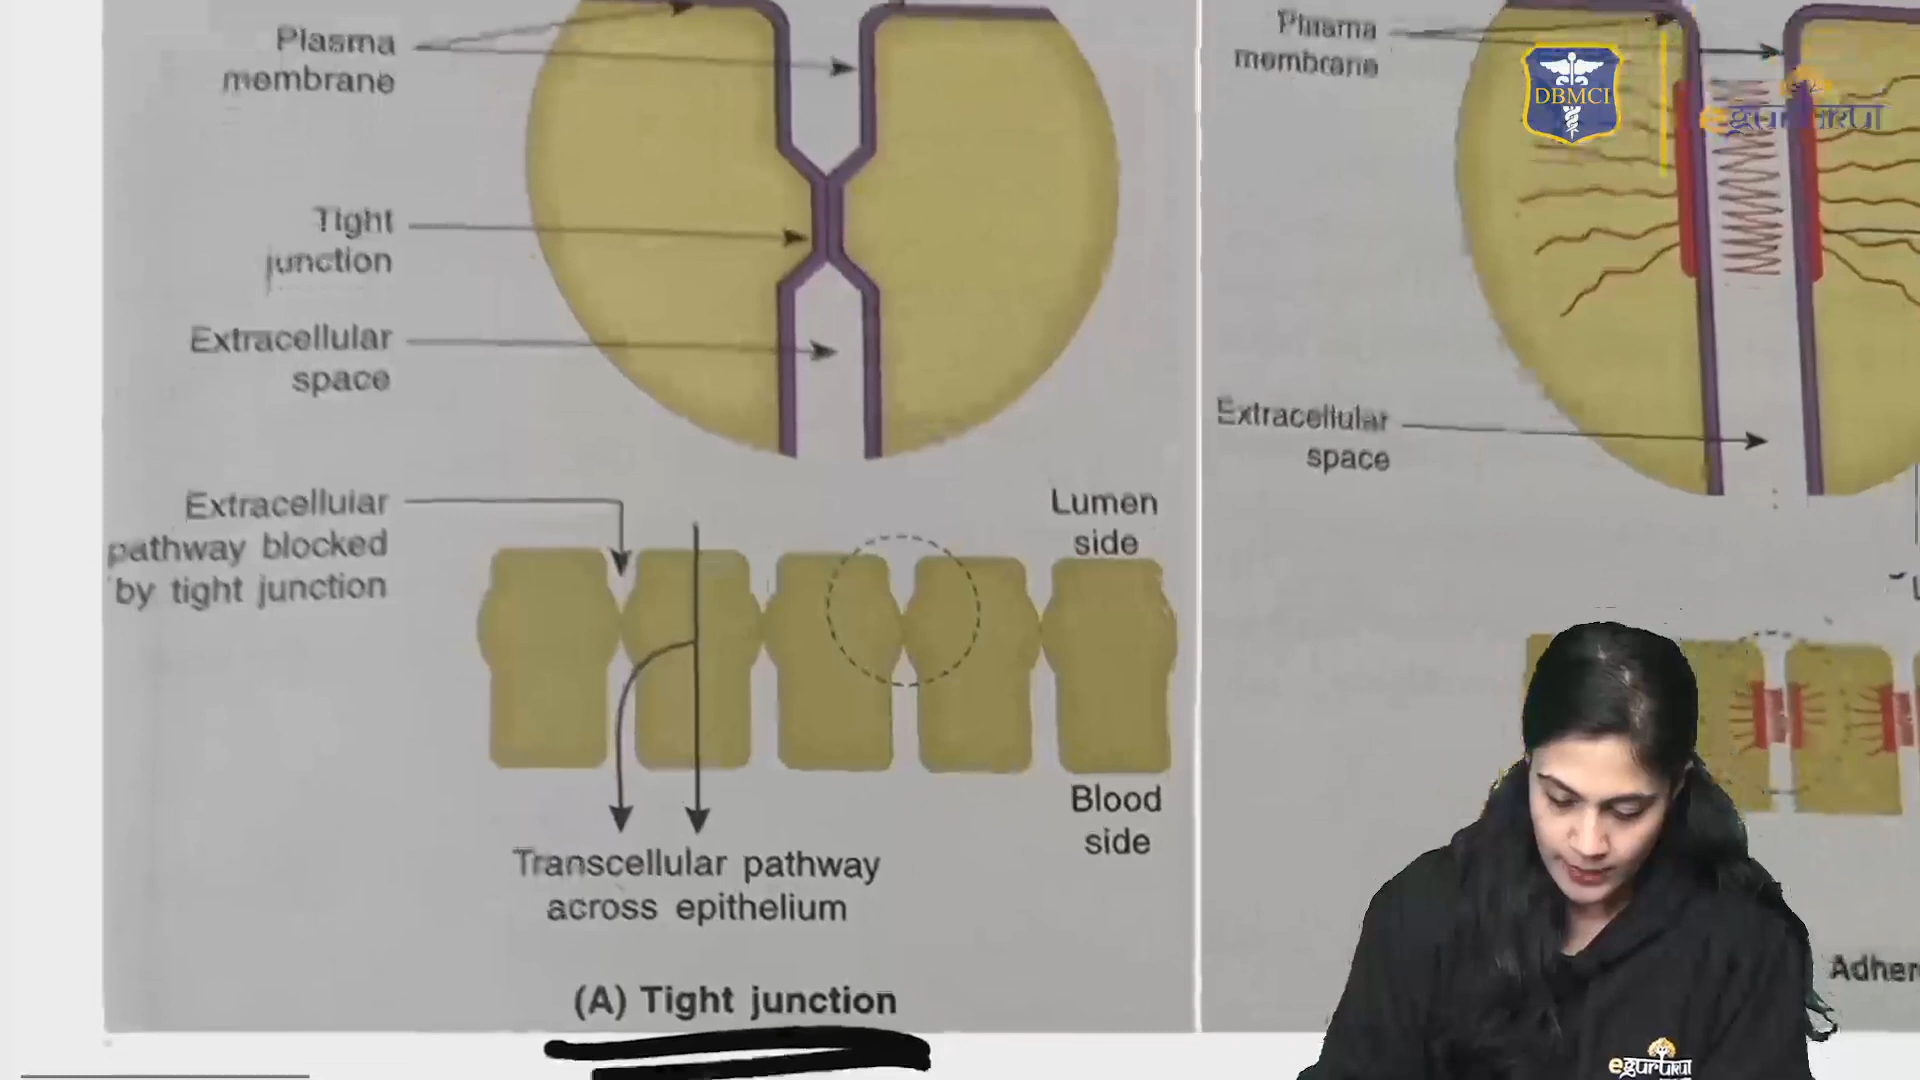 Plasma
membrane
Tight
junction
Extracellular
space
Extracellular
pathway blocked
by tight junction
Lumen
side
Blood
side
Transcellular pathway
across epithelium
(A) Tight junction
Plasma
membrane
Extracellular
space
Adher
DBMCI
egurukul
egurukul